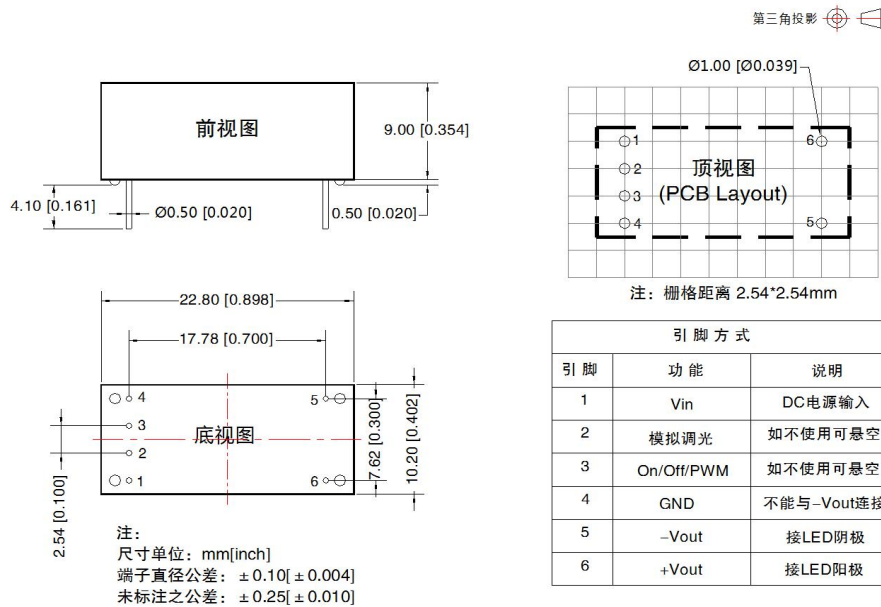 第三角投影
Ø1.00 [Ø0.039]
前视图
9.00 [0.354]
4.10 [0.161]
Ø0.50 [0.020]
0.50 [0.020]
1
2
3
4
6
5
顶视图
(PCB Layout)
注：栅格距离 2.54*2.54mm
22.80 [0.898]
17.78 [0.700]
4
3
2
1
5
6
底视图
2.54 [0.100]
7.62 [0.300]
10.20 [0.402]
注：
尺寸单位：mm[inch]
端子直径公差：±0.10[±0.004]
未标注之公差：±0.25[±0.010]
引脚方式
引脚 功能 说明
1 Vin DC电源输入
2 模拟调光 如不使用可悬空
3 On/Off/PWM 如不使用可悬空
4 GND 不能与–Vout连接
5 –Vout 接LED阴极
6 +Vout 接LED阳极